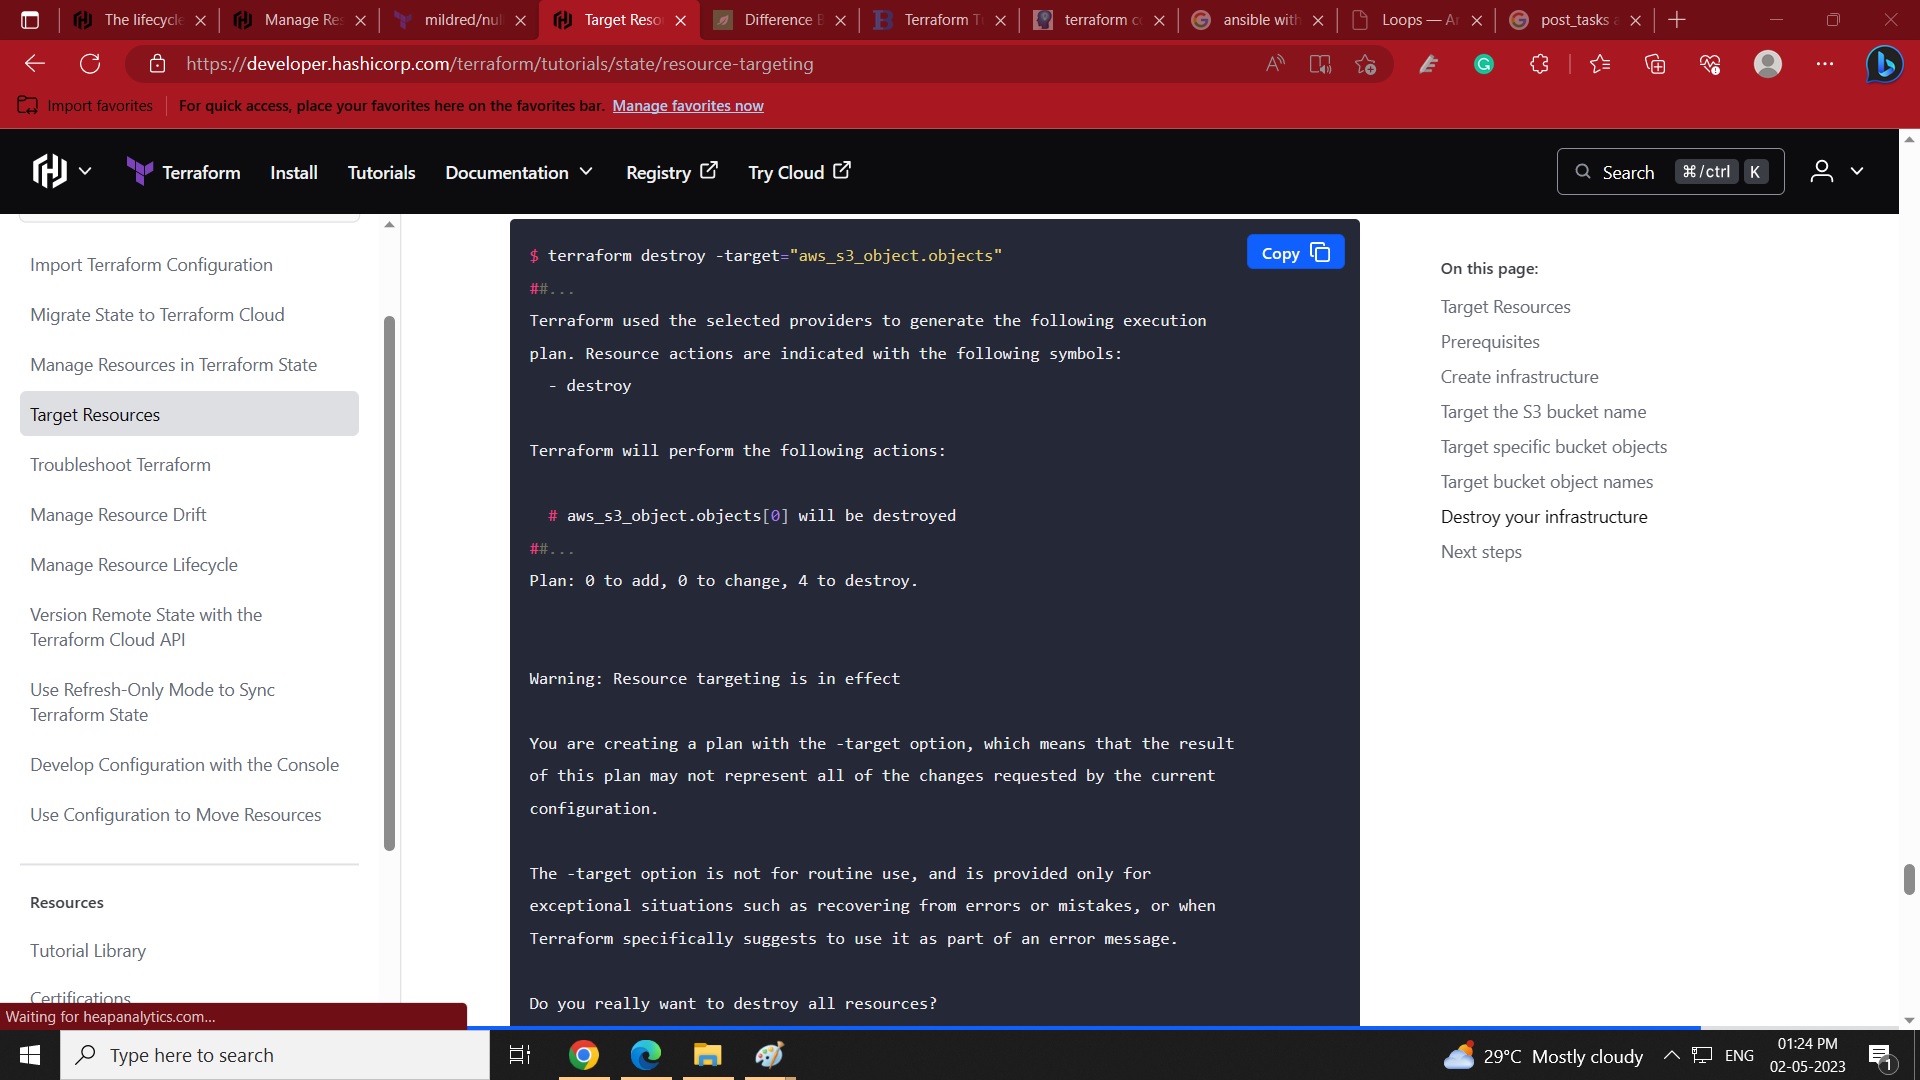 The lifecycle
Manage Res
mildred/null
Target Resou
Difference B
Terraform T
terraform co
ansible with
Loops — A
post_tasks a
https://developer.hashicorp.com/terraform/tutorials/state/resource-targeting
Import favorites
For quick access, place your favorites here on the favorites bar. Manage favorites now
Terraform
Install
Tutorials
Documentation
Registry
Try Cloud
Search
⌘/ctrl
K
Import Terraform Configuration
Migrate State to Terraform Cloud
Manage Resources in Terraform State
Target Resources
Troubleshoot Terraform
Manage Resource Drift
Manage Resource Lifecycle
Version Remote State with the
Terraform Cloud API
Use Refresh-Only Mode to Sync
Terraform State
Develop Configuration with the Console
Use Configuration to Move Resources
Resources
Tutorial Library
Certifications
$ terraform destroy -target="aws_s3_object.objects"
Copy
##...
Terraform used the selected providers to generate the following execution
plan. Resource actions are indicated with the following symbols:
- destroy
Terraform will perform the following actions:
# aws_s3_object.objects[0] will be destroyed
##...
Plan: 0 to add, 0 to change, 4 to destroy.
Warning: Resource targeting is in effect
You are creating a plan with the -target option, which means that the result
of this plan may not represent all of the changes requested by the current
configuration.
The -target option is not for routine use, and is provided only for
exceptional situations such as recovering from errors or mistakes, or when
Terraform specifically suggests to use it as part of an error message.
Do you really want to destroy all resources?
On this page:
Target Resources
Prerequisites
Create infrastructure
Target the S3 bucket name
Target specific bucket objects
Target bucket object names
Destroy your infrastructure
Next steps
Waiting for heapanalytics.com...
Type here to search
29°C Mostly cloudy
ENG
01:24 PM
02-05-2023
1